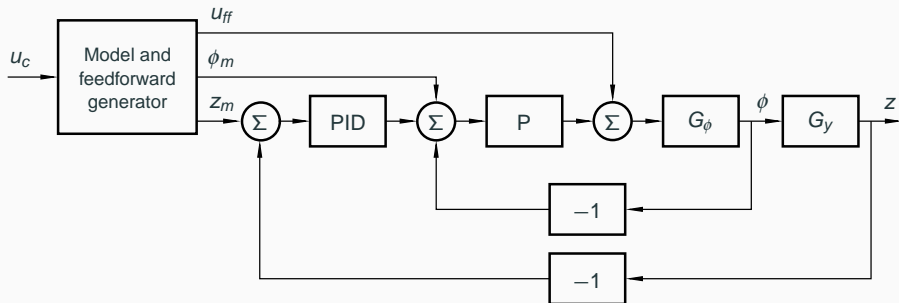 u_ff
u_c
Model and
feedforward
generator
ϕ_m
z_m
Σ
PID
Σ
P
Σ
G_ϕ
ϕ
G_y
z
−1
−1